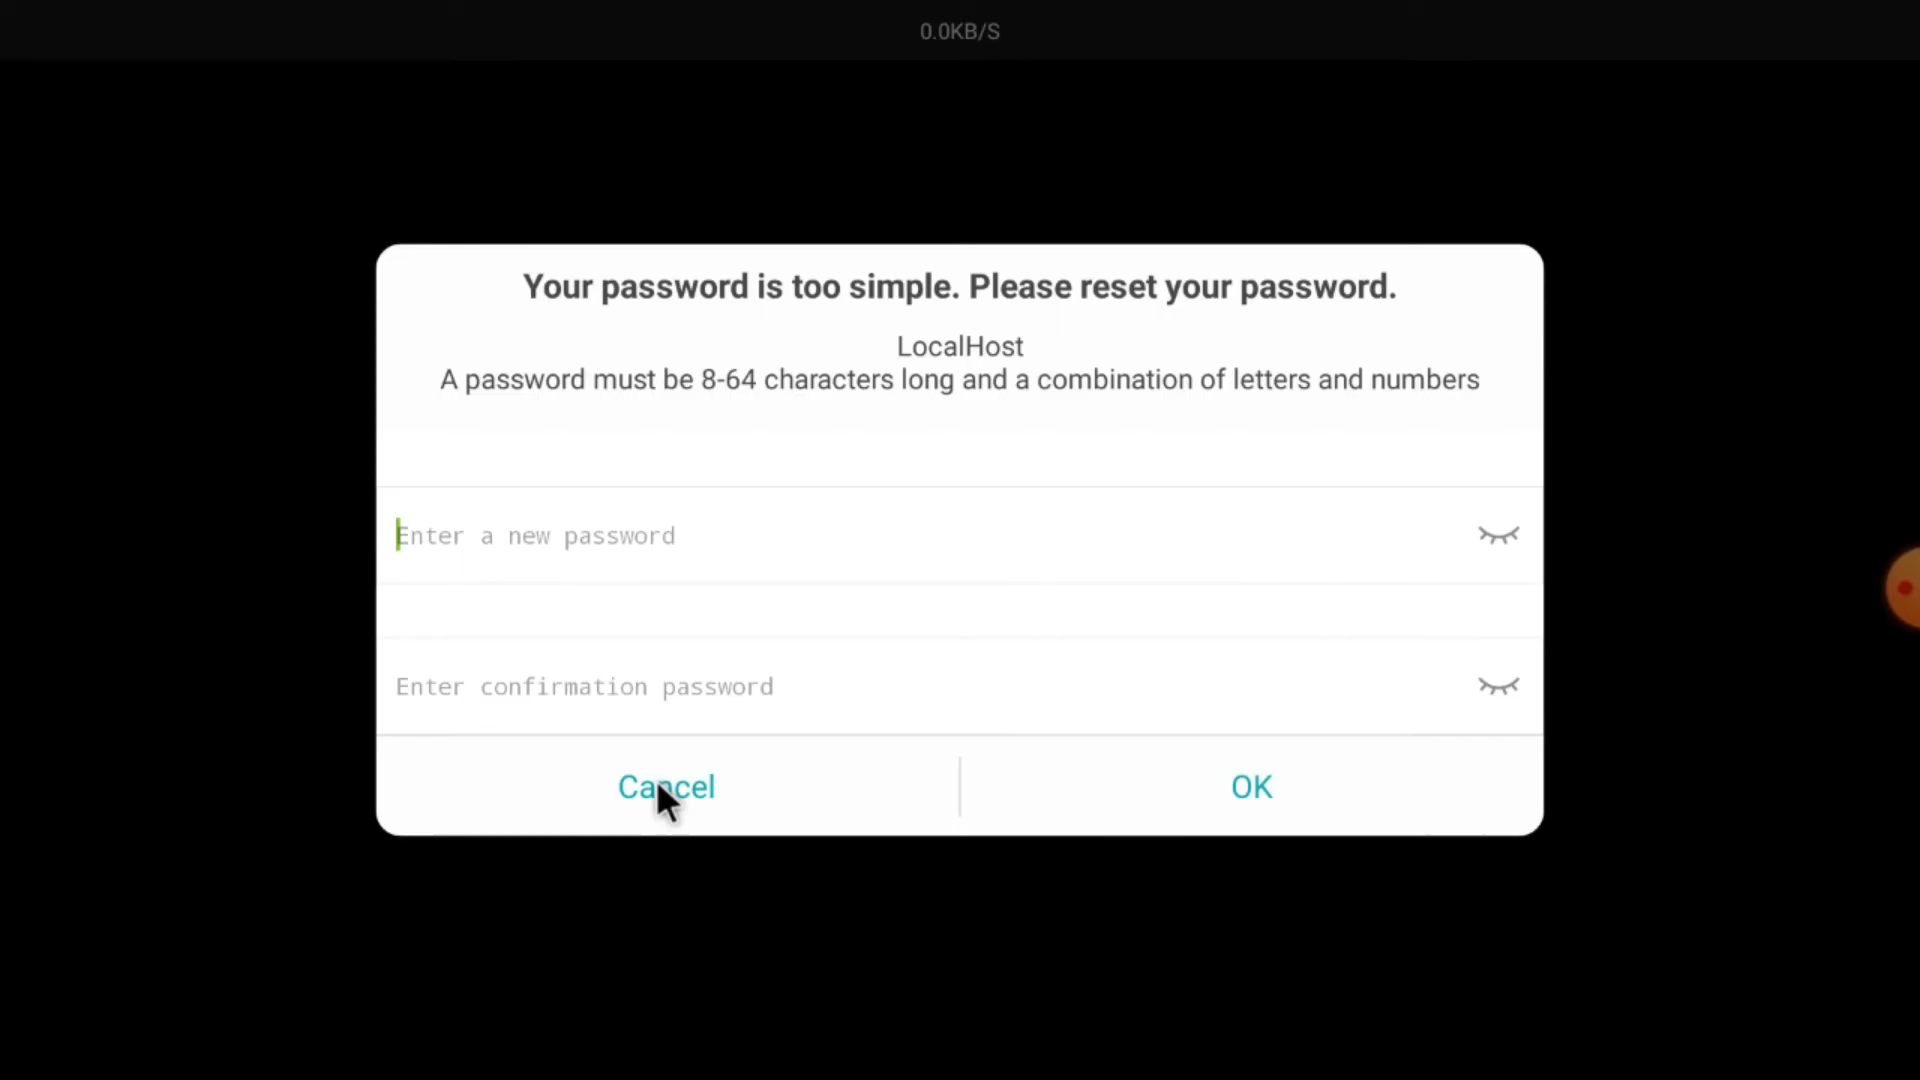 0.0KB/S
Your password is too simple. Please reset your password.
LocalHost
A password must be 8-64 characters long and a combination of letters and numbers
Enter a new password
Enter confirmation password
Cancel
OK